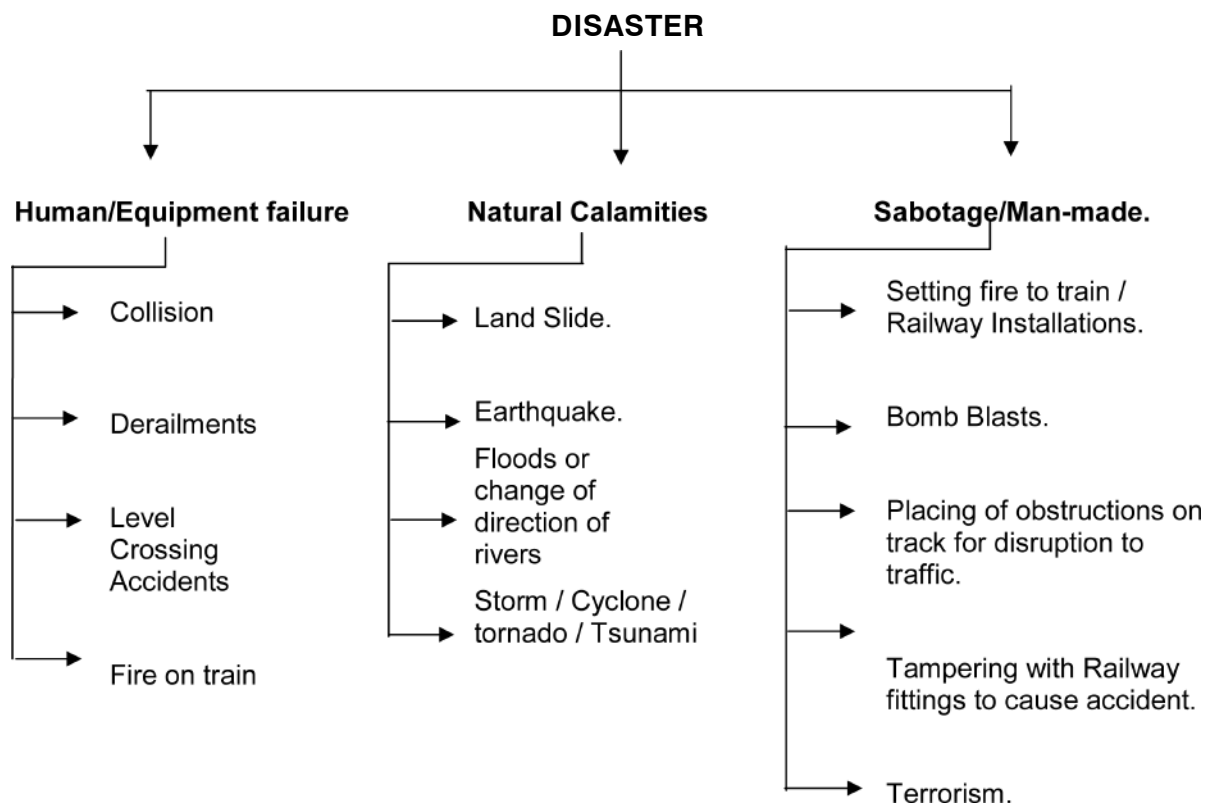 DISASTER
Human/Equipment failure
Collision
Derailments
Level
Crossing
Accidents
Fire on train
Natural Calamities
Land Slide.
Earthquake.
Floods or
change of
direction of
rivers
Storm / Cyclone /
tornado / Tsunami
Sabotage/Man-made.
Setting fire to train /
Railway Installations.
Bomb Blasts.
Placing of obstructions on
track for disruption to
traffic.
Tampering with Railway
fittings to cause accident.
Terrorism.